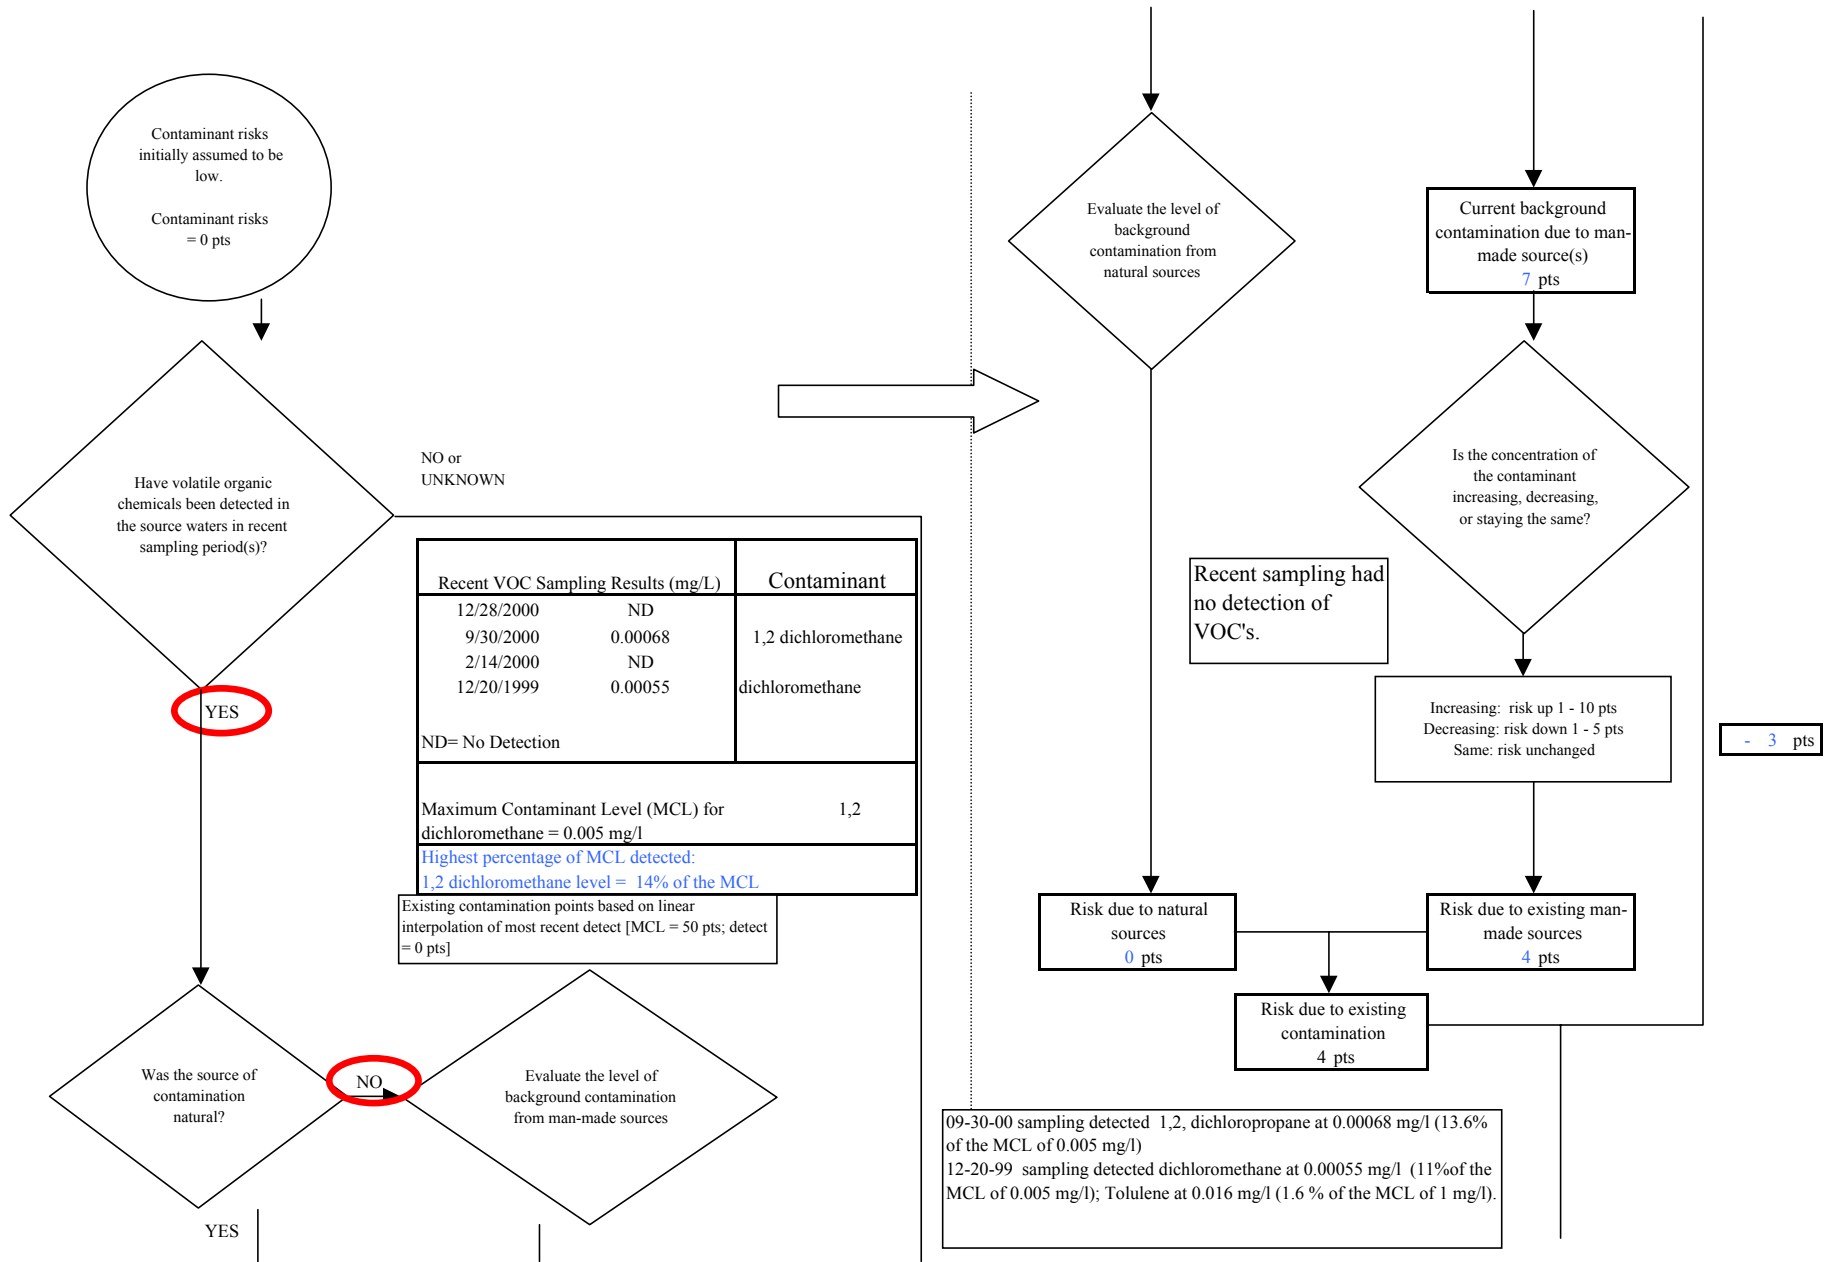 Contaminant risks
initially assumed to be
low.
Contaminant risks
= 0 pts
Have volatile organic
chemicals been detected in
the source waters in recent
sampling period(s)?
NO or
UNKNOWN
YES
Recent VOC Sampling Results (mg/L) Contaminant
12/28/2000 ND
9/30/2000 0.00068 1,2 dichloromethane
2/14/2000 ND
12/20/1999 0.00055 dichloromethane
ND= No Detection
Maximum Contaminant Level (MCL) for 1,2
dichloromethane = 0.005 mg/l
Highest percentage of MCL detected:
1,2 dichloromethane level = 14% of the MCL
Existing contamination points based on linear
interpolation of most recent detect [MCL = 50 pts; detect
= 0 pts]
Was the source of
contamination
natural?
NO
Evaluate the level of
background contamination
from man-made sources
YES
Evaluate the level of
background
contamination from
natural sources
Current background
contamination due to man-
made source(s)
7 pts
Is the concentration of
the contaminant
increasing, decreasing,
or staying the same?
Recent sampling had
no detection of
VOC's.
Increasing: risk up 1 - 10 pts
Decreasing: risk down 1 - 5 pts
Same: risk unchanged
- 3 pts
Risk due to natural
sources
0 pts
Risk due to existing man-
made sources
4 pts
Risk due to existing
contamination
4 pts
09-30-00 sampling detected 1,2, dichloropropane at 0.00068 mg/l (13.6%
of the MCL of 0.005 mg/l)
12-20-99 sampling detected dichloromethane at 0.00055 mg/l (11%of the
MCL of 0.005 mg/l); Tolulene at 0.016 mg/l (1.6 % of the MCL of 1 mg/l).